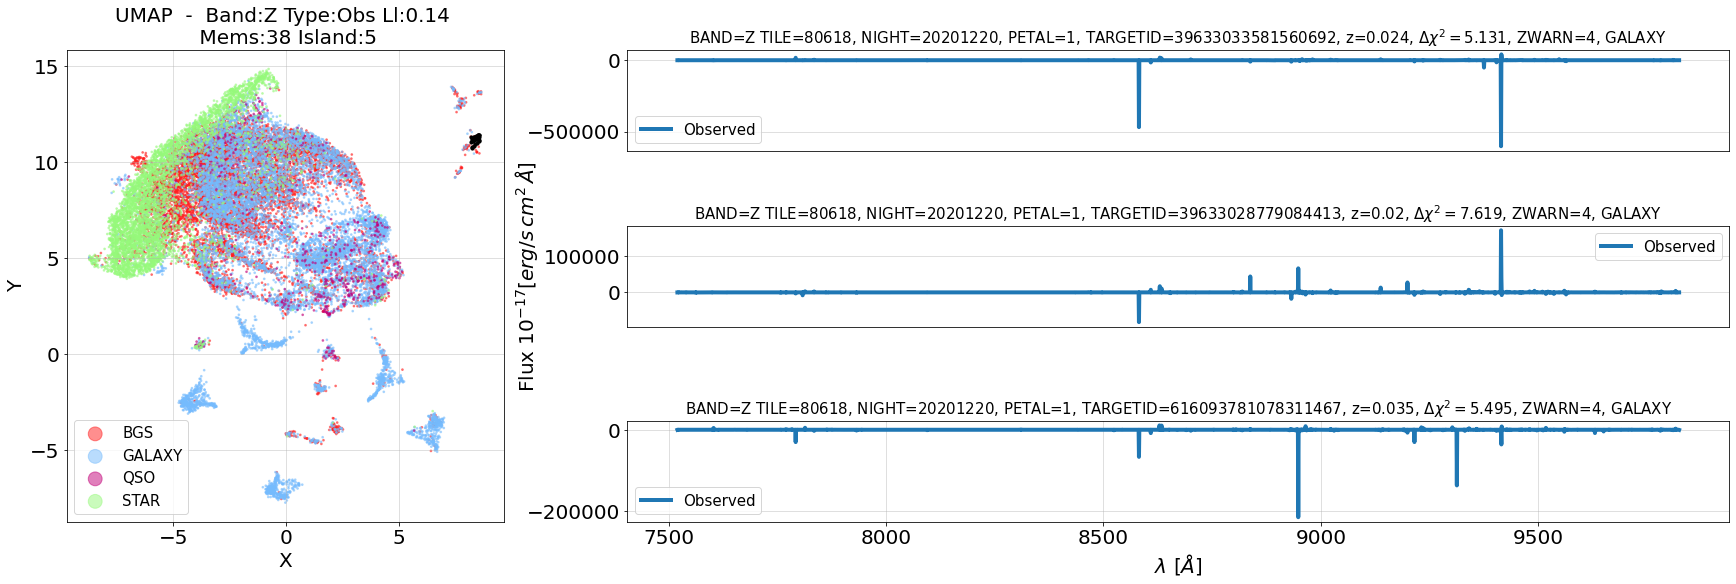 UMAP - Band:Z Type:Obs Ll:0.14
Mems:38 Island:5
15
10
5
0
−5
Y
−5 0 5
X
BGS
GALAXY
QSO
STAR
Flux 10⁻¹⁷[erg/s cm² Å]
BAND=Z TILE=80618, NIGHT=20201220, PETAL=1, TARGETID=39633033581560692, z=0.024, Δχ² = 5.131, ZWARN=4, GALAXY
0
−500000
Observed
BAND=Z TILE=80618, NIGHT=20201220, PETAL=1, TARGETID=39633028779084413, z=0.02, Δχ² = 7.619, ZWARN=4, GALAXY
100000
0
Observed
BAND=Z TILE=80618, NIGHT=20201220, PETAL=1, TARGETID=616093781078311467, z=0.035, Δχ² = 5.495, ZWARN=4, GALAXY
0
−200000
Observed
7500 8000 8500 9000 9500
λ [Å]